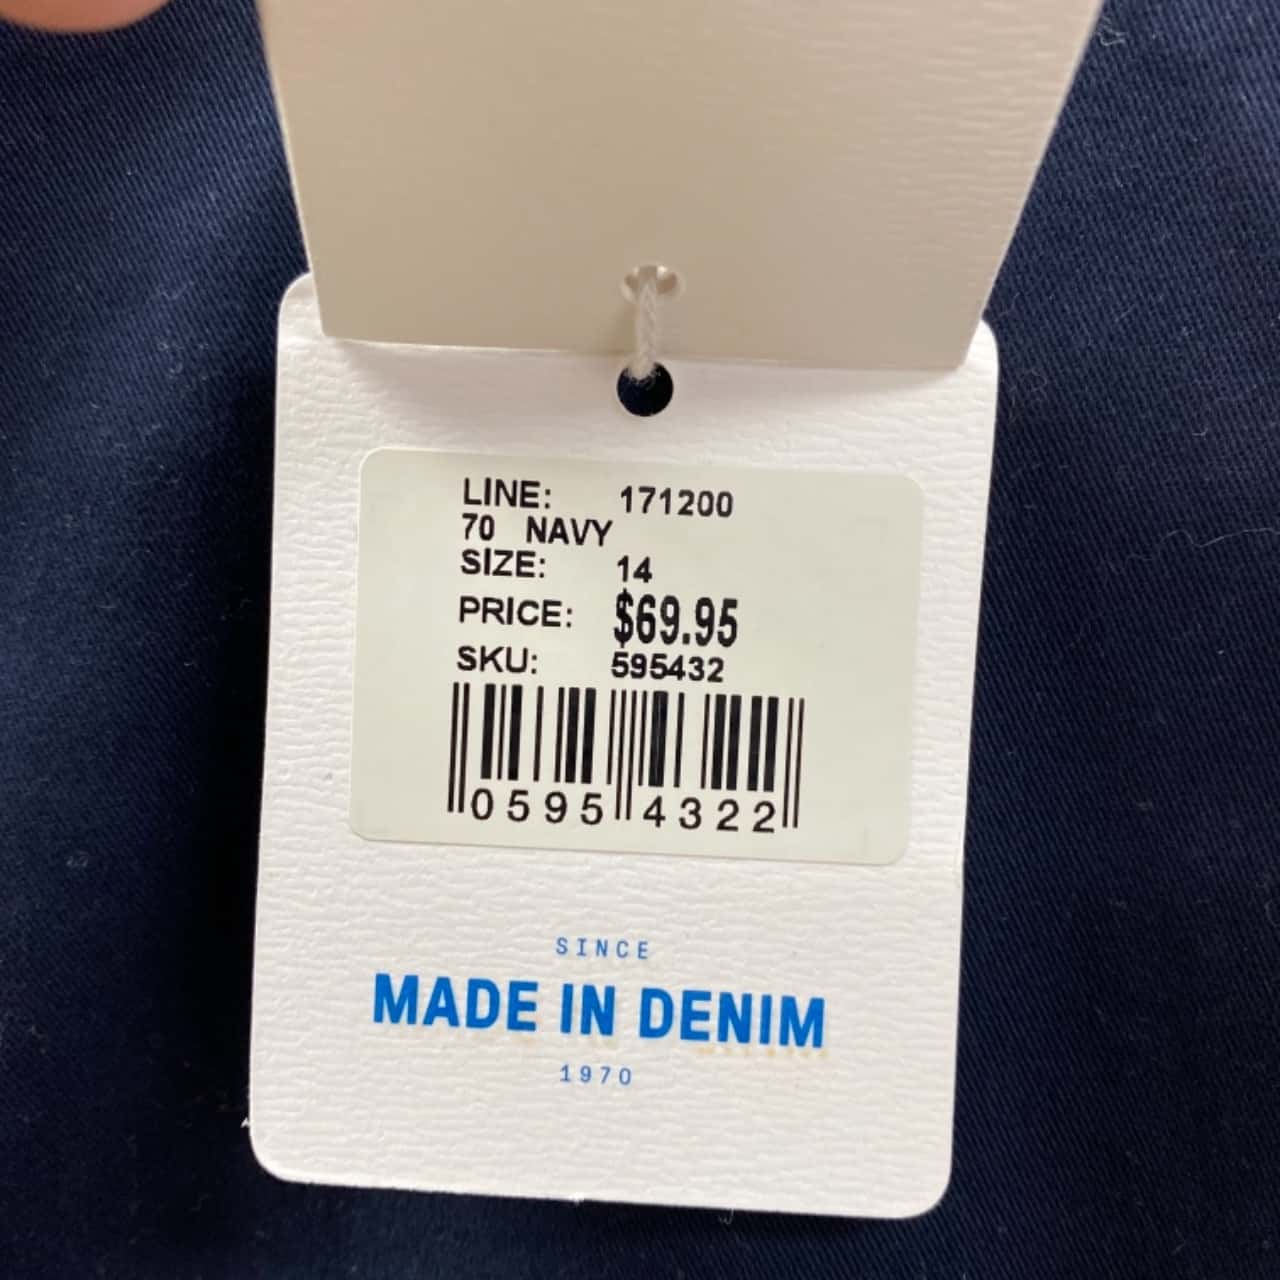 LINE: 171200
70 NAVY
SIZE: 14
PRICE: $69.95
SKU: 595432
0595 4322
SINCE
MADE IN DENIM
1970